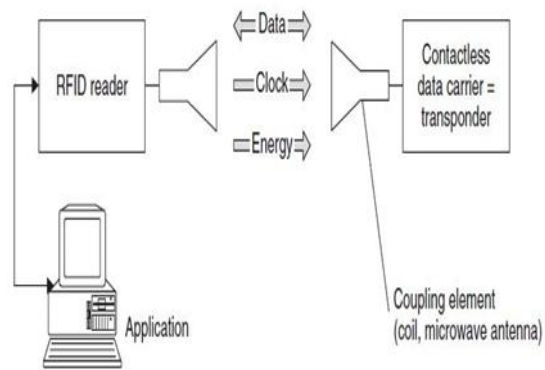 Data
RFID reader
Clock
Contactless
data carrier =
transponder
Energy
Application
Coupling element
(coil, microwave antenna)